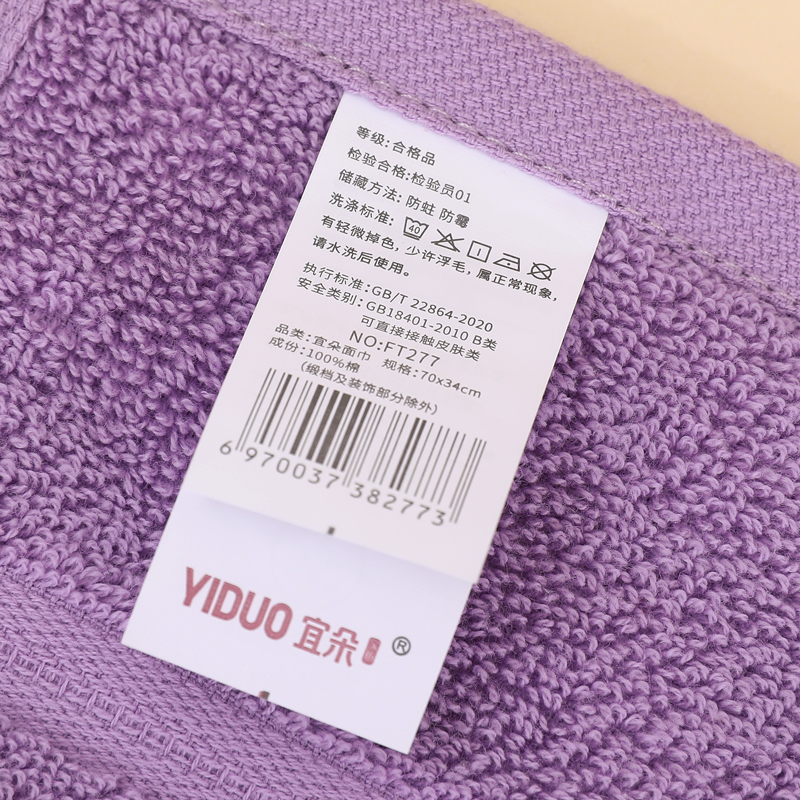 等级:合格品
检验合格:检验员01
储藏方法: 防蛀 防霉
洗涤标准: 40
有轻微掉色，少许浮毛，属正常现象，
请水洗后使用。
执行标准: GB/T 22864-2020
安全类别: GB18401-2010 B类
可直接接触皮肤类
NO:FT277
品类: 宜朵面巾 规格: 70x34cm
成份: 100%棉
(缎档及装饰部分除外)
6 970037 382773
YIDUO 宜朵 ®